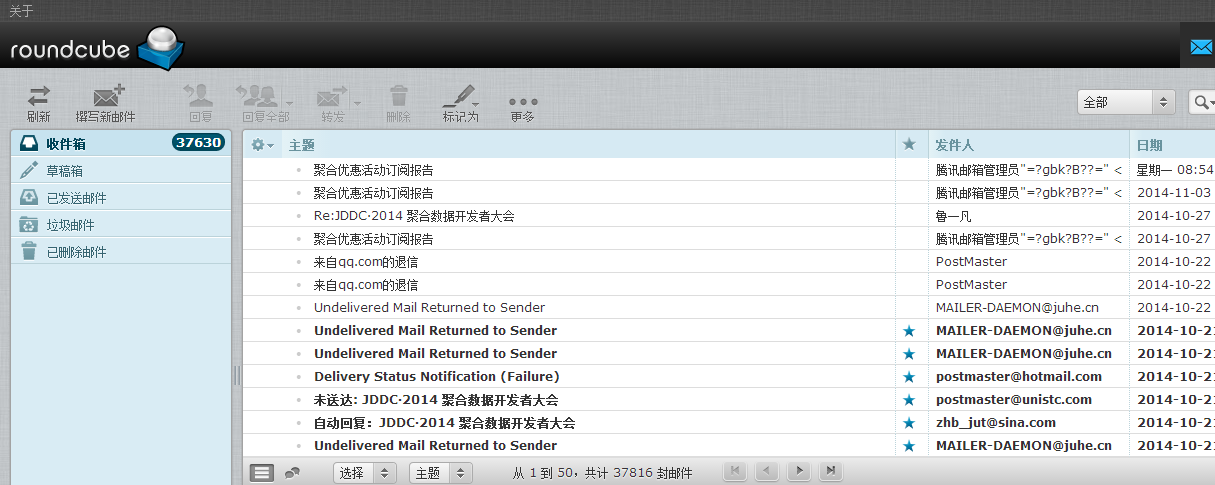 关于
roundcube
刷新 撰写新邮件 回复 回复全部 转发 删除 标记为 更多 全部
收件箱 37630
草稿箱
已发送邮件
垃圾邮件
已删除邮件
主题 发件人 日期
聚合优惠活动订阅报告 腾讯邮箱管理员"=?gbk?B??=" < 星期一 08:54
聚合优惠活动订阅报告 腾讯邮箱管理员"=?gbk?B??=" < 2014-11-03
Re:JDDC·2014 聚合数据开发者大会 鲁一凡 2014-10-27
聚合优惠活动订阅报告 腾讯邮箱管理员"=?gbk?B??=" < 2014-10-27
来自qq.com的退信 PostMaster 2014-10-22
来自qq.com的退信 PostMaster 2014-10-22
Undelivered Mail Returned to Sender MAILER-DAEMON@juhe.cn 2014-10-22
Undelivered Mail Returned to Sender MAILER-DAEMON@juhe.cn 2014-10-21
Undelivered Mail Returned to Sender MAILER-DAEMON@juhe.cn 2014-10-21
Delivery Status Notification (Failure) postmaster@hotmail.com 2014-10-21
未送达: JDDC·2014 聚合数据开发者大会 postmaster@unistc.com 2014-10-21
自动回复：JDDC·2014 聚合数据开发者大会 zhb_jut@sina.com 2014-10-21
Undelivered Mail Returned to Sender MAILER-DAEMON@juhe.cn 2014-10-21
选择 主题 从 1 到 50，共计 37816 封邮件